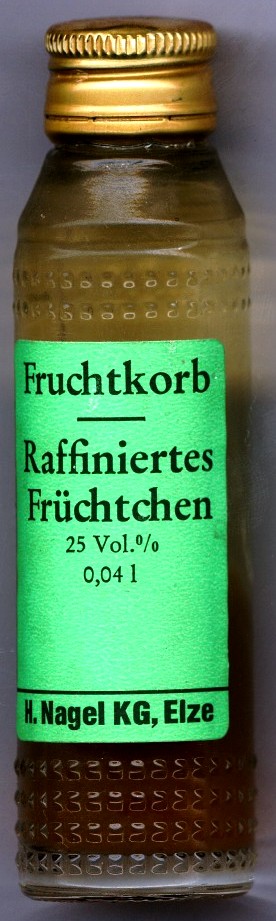 Fruchtkorb
Raffiniertes
Früchtchen
25 Vol.%
0,04 l
H. Nagel KG, Elze